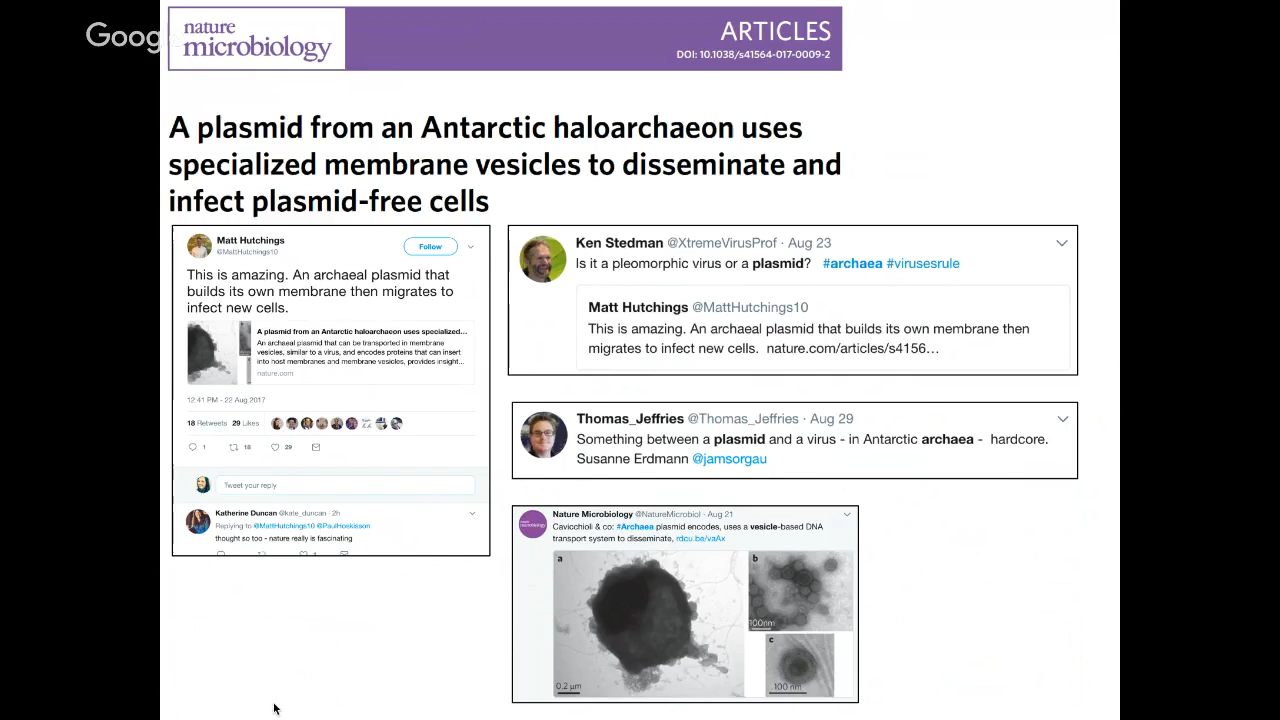 Goog
nature
microbiology
ARTICLES
DOI: 10.1038/s41564-017-0009-2
A plasmid from an Antarctic haloarchaeon uses
specialized membrane vesicles to disseminate and
infect plasmid-free cells
Matt Hutchings
@MattHutchings10
Follow
This is amazing. An archaeal plasmid that
builds its own membrane then migrates to
infect new cells.
A plasmid from an Antarctic haloarchaeon uses specialized...
An archaeal plasmid that can be transported in membrane
vesicles, similar to a virus, and encodes proteins that can insert
into host membranes and membrane vesicles, provides insight...
nature.com
12:41 PM - 22 Aug 2017
18 Retweets 29 Likes
1 18 29
Tweet your reply
Katherine Duncan @kate_duncan · 2h
Replying to @MattHutchings10 @PaulHoskisson
thought so too - nature really is fascinating
1
Ken Stedman @XtremeVirusProf · Aug 23
Is it a pleomorphic virus or a plasmid? #archaea #virusesrule
Matt Hutchings @MattHutchings10
This is amazing. An archaeal plasmid that builds its own membrane then
migrates to infect new cells. nature.com/articles/s4156…
Thomas_Jeffries @Thomas_Jeffries · Aug 29
Something between a plasmid and a virus - in Antarctic archaea - hardcore.
Susanne Erdmann @jamsorgau
Nature Microbiology @NatureMicrobiol · Aug 21
Cavicchioli & co: #Archaea plasmid encodes, uses a vesicle-based DNA
transport system to disseminate, rdcu.be/vaAx
a
b
0.2 µm
100nm
c
100 nm